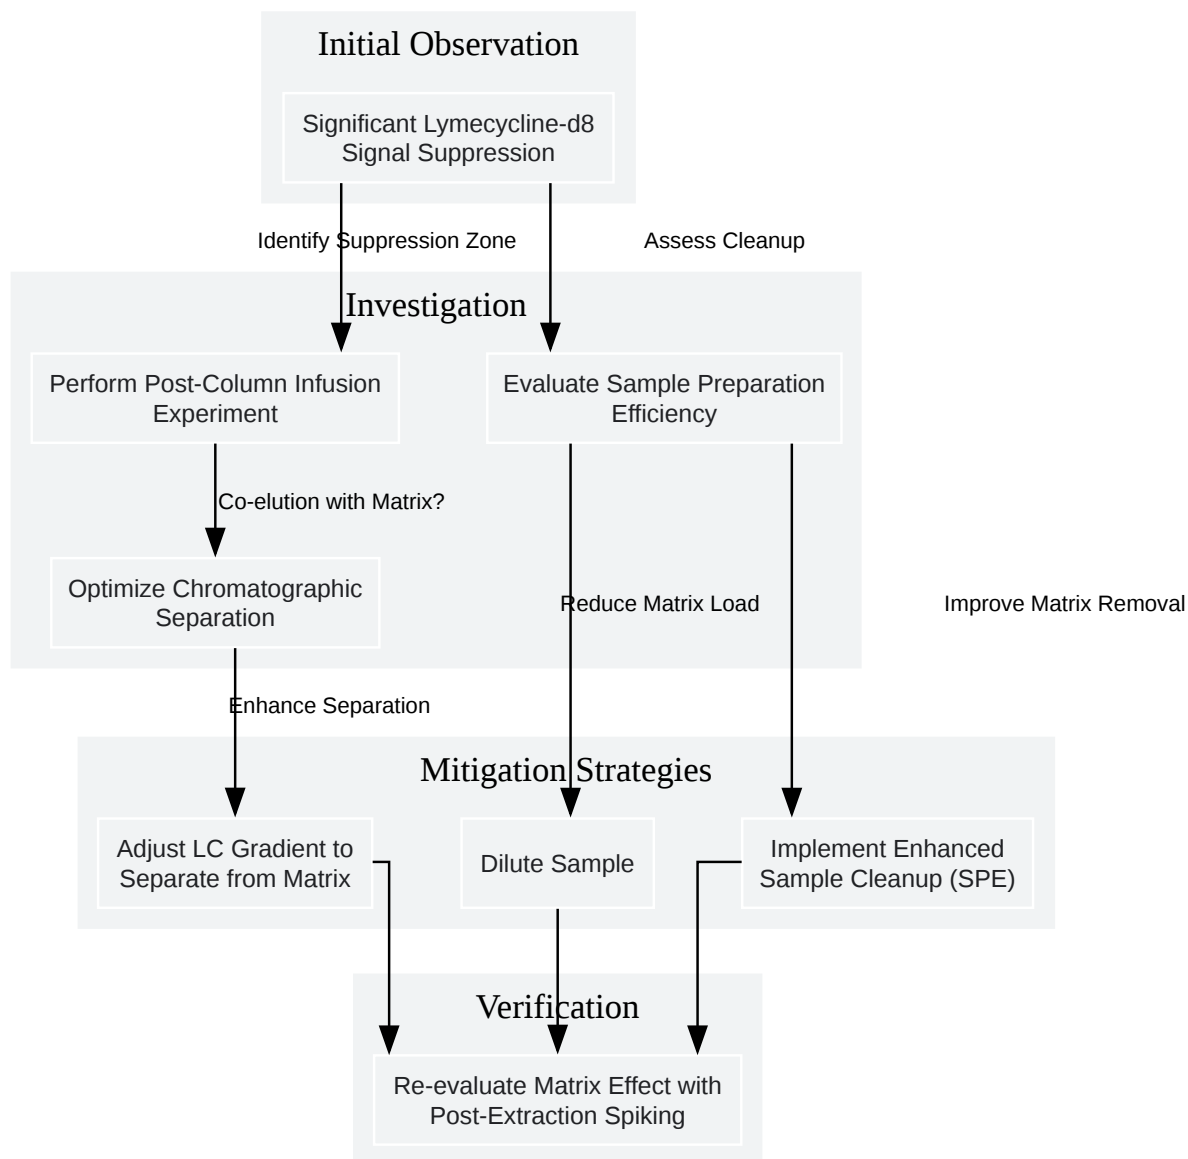 Initial Observation
Significant Lymecycline-d8
Signal Suppression
Identify Suppression Zone
Assess Cleanup
Investigation
Perform Post-Column Infusion
Experiment
Evaluate Sample Preparation
Efficiency
Co-elution with Matrix?
Optimize Chromatographic
Separation
Reduce Matrix Load
Improve Matrix Removal
Enhance Separation
Mitigation Strategies
Adjust LC Gradient to
Separate from Matrix
Dilute Sample
Implement Enhanced
Sample Cleanup (SPE)
Verification
Re-evaluate Matrix Effect with
Post-Extraction Spiking